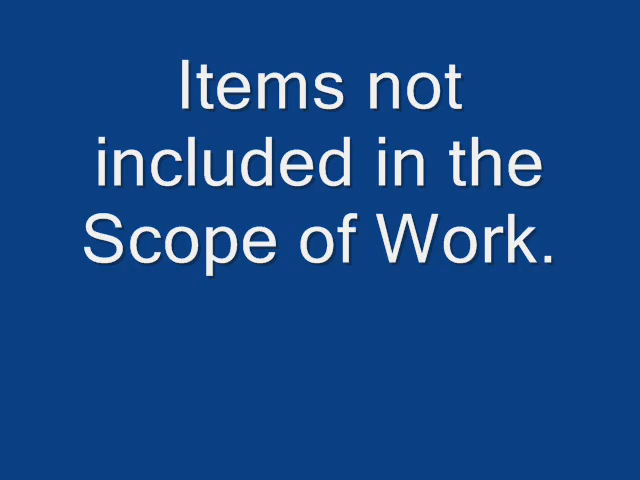 Items not
included in the
Scope of Work.